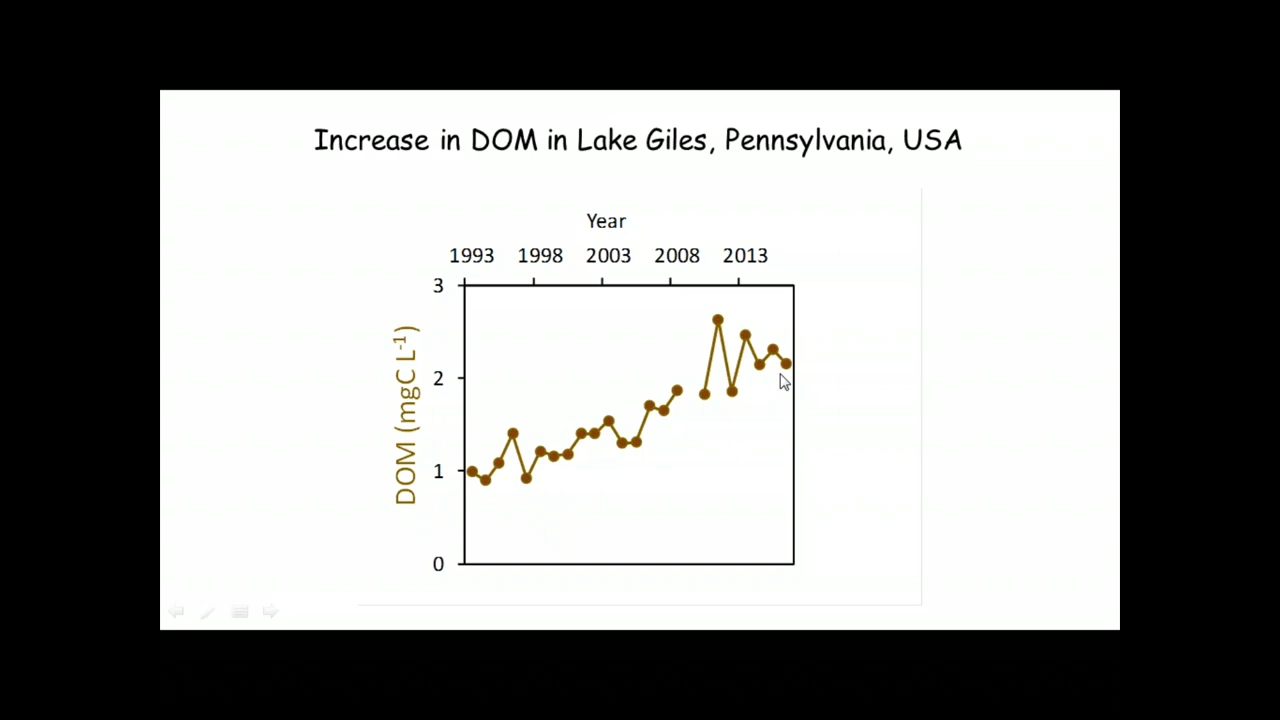 Increase in DOM in Lake Giles, Pennsylvania, USA
Year
1993 1998 2003 2008 2013
3
2
1
0
DOM (mgC L⁻¹)